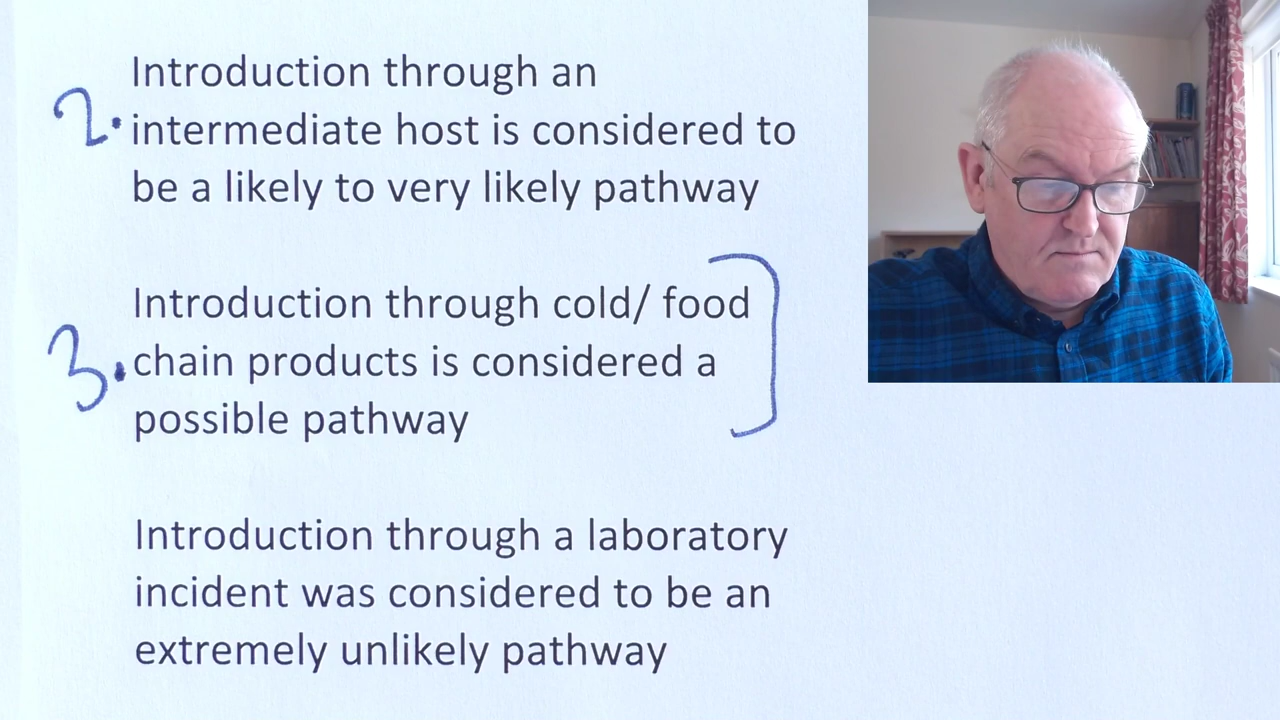 Introduction through an
2. intermediate host is considered to
be a likely to very likely pathway
Introduction through cold/ food
3. chain products is considered a
possible pathway
Introduction through a laboratory
incident was considered to be an
extremely unlikely pathway